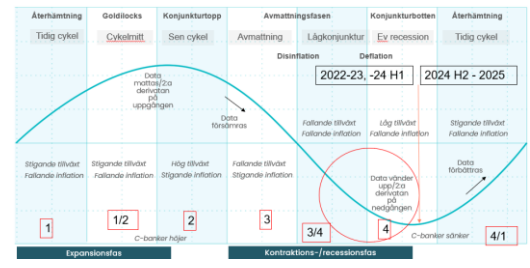 Återhämtning Goldilocks Konjunkturtopp Avmattningsfasen Konjunkturbotten Återhämtning
Tidig cykel Cykelmitt Sen cykel Avmattning Lågkonjunktur Ev recession Tidig cykel
Disinflation Deflation
2022-23, -24 H1 2024 H2 - 2025
Data
mattas/2:a
derivatan
på
uppgången
Data
försämras
Fallande tillväxt
Fallande inflation
Låg tillväxt
Fallande inflation
Stigande tillväxt
Fallande inflation
Stigande tillväxt
Fallande inflation
Stigande tillväxt
Fallande inflation
Hög tillväxt
Stigande inflation
Fallande tillväxt
Stigande inflation
Data vänder
upp/2:a
derivatan
på
nedgången
Data
förbättras
1 1/2 2 3 3/4 4 4/1
C-banker höjer C-banker sänker
Expansionsfas Kontraktions-/recessionsfas